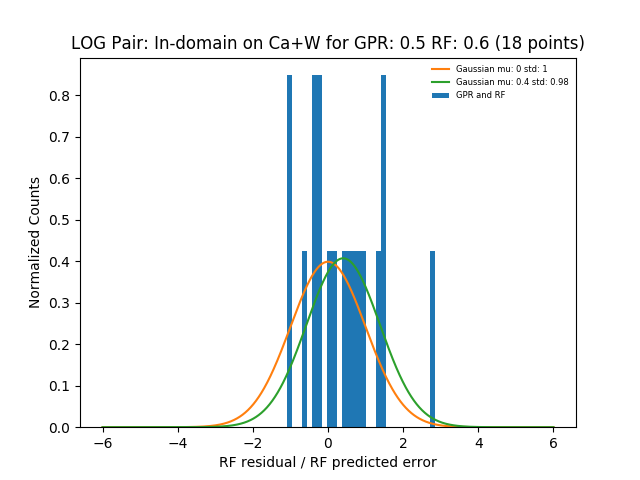 LOG Pair: In-domain on Ca+W for GPR: 0.5 RF: 0.6 (18 points)
Gaussian mu: 0 std: 1
Gaussian mu: 0.4 std: 0.98
GPR and RF
Normalized Counts
0.8
0.7
0.6
0.5
0.4
0.3
0.2
0.1
0.0
−6 −4 −2 0 2 4 6
RF residual / RF predicted error